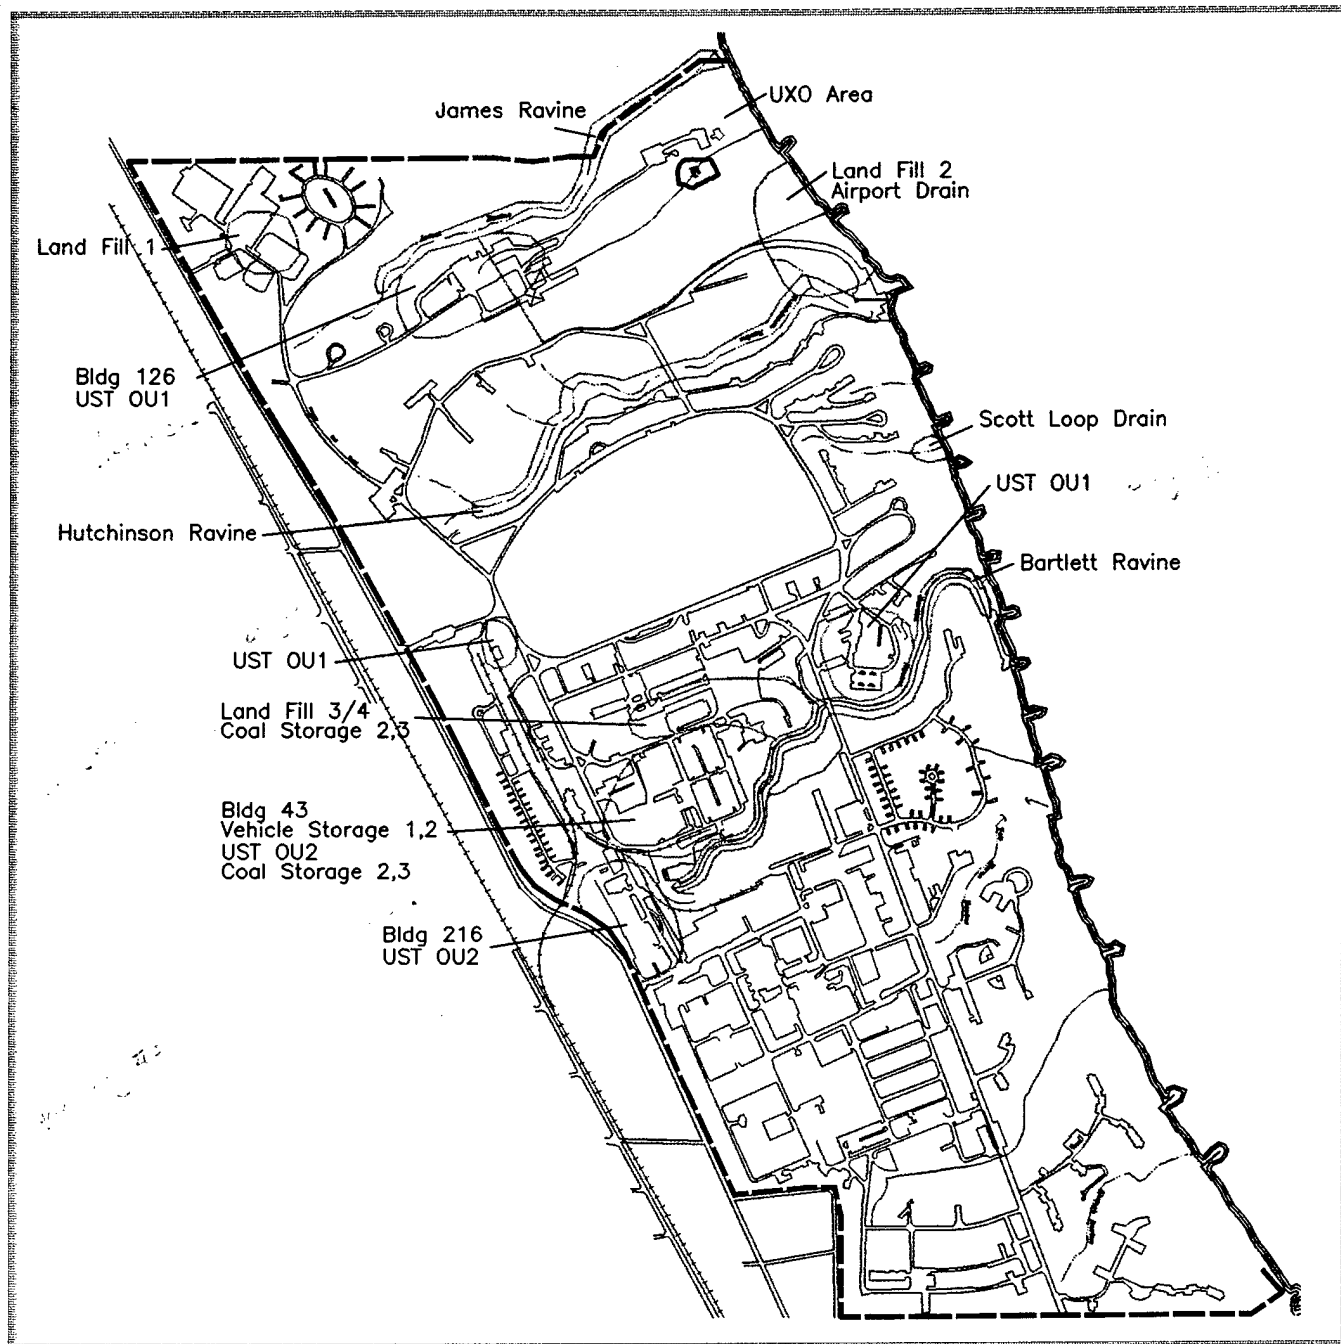 James Ravine
UXO Area
Land Fill 2
Airport Drain
Land Fill 1
Bldg 126
UST OU1
Scott Loop Drain
UST OU1
Hutchinson Ravine
Bartlett Ravine
UST OU1
Land Fill 3/4
Coal Storage 2,3
Bldg 43
Vehicle Storage 1,2
UST OU2
Coal Storage 2,3
Bldg 216
UST OU2